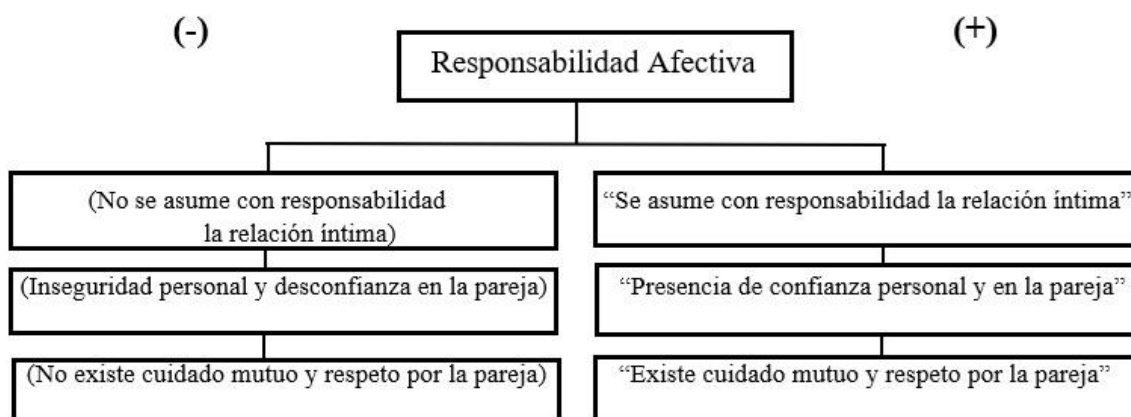 (-)
(+)
Responsabilidad Afectiva
(No se asume con responsabilidad
la relación íntima)
“Se asume con responsabilidad la relación íntima”
(Inseguridad personal y desconfianza en la pareja)
“Presencia de confianza personal y en la pareja”
(No existe cuidado mutuo y respeto por la pareja)
“Existe cuidado mutuo y respeto por la pareja”